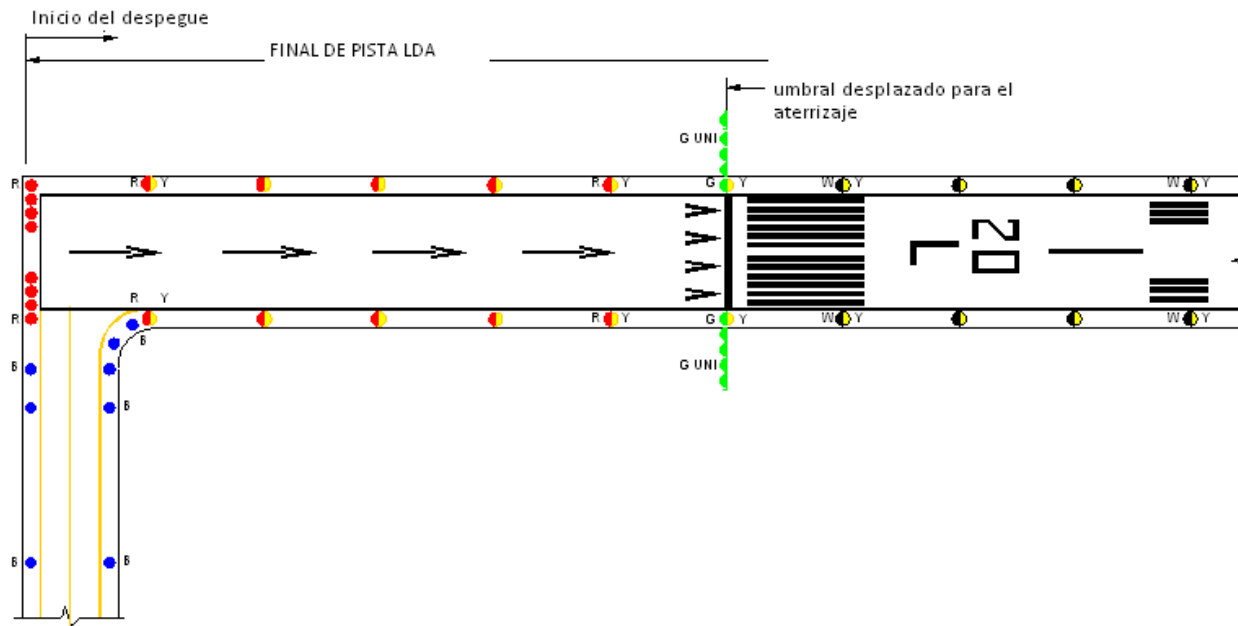 Inicio del despegue
FINAL DE PISTA LDA
umbral desplazado para el
aterrizaje
G UNI
R R Y R Y G Y W Y W Y
20
L
R Y
R R Y G Y W Y W Y
B
B G UNI
B
B B